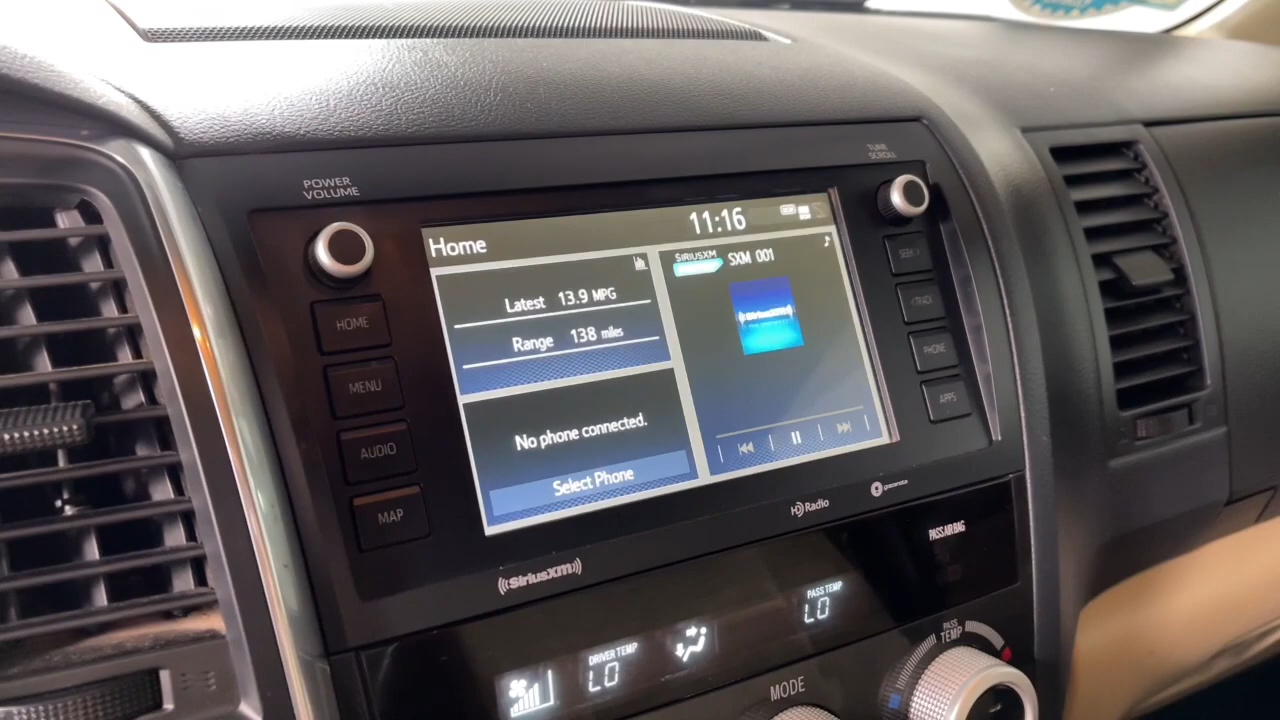 POWER
VOLUME
TUNE
SCROLL
HOME
MENU
AUDIO
MAP
Home
11:16
Latest 13.9 MPG
Range 138 miles
No phone connected.
Select Phone
SIRIUSXM
SXM 001
SiriusXM
SEEK >
< TRACK
PHONE
APPS
HD Radio
gracenote
SiriusXM
PASS AIR BAG
DRIVER TEMP
LO
PASS TEMP
LO
MODE
PASS
TEMP